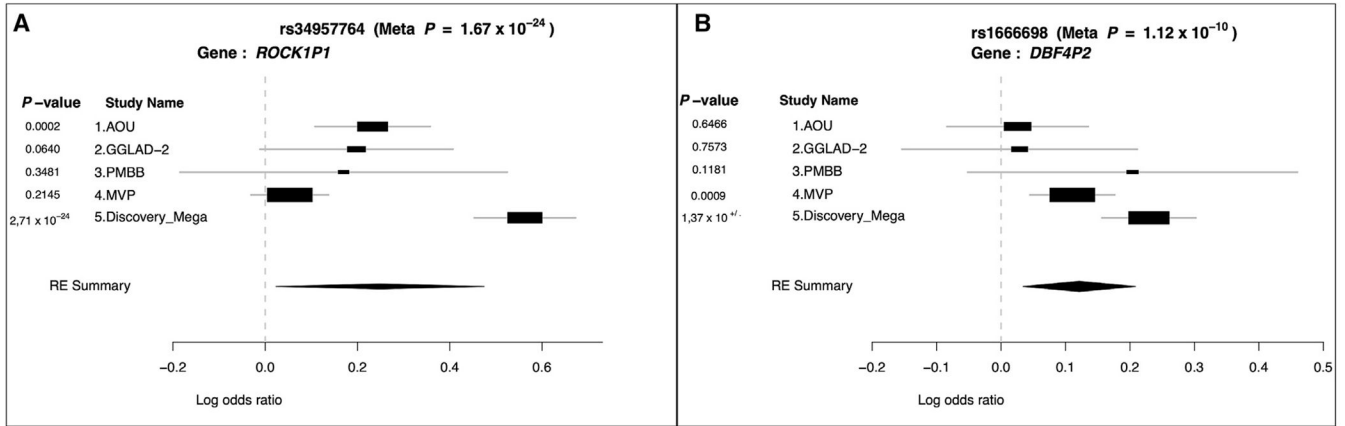 A
rs34957764 (Meta P = 1.67 x 10⁻²⁴ )
Gene : ROCK1P1
P −value Study Name
0.0002 1.AOU
0.0640 2.GGLAD−2
0.3481 3.PMBB
0.2145 4.MVP
2,71 x 10⁻²⁴ 5.Discovery_Mega
RE Summary
−0.2 0.0 0.2 0.4 0.6
Log odds ratio
B
rs1666698 (Meta P = 1.12 x 10⁻¹⁰ )
Gene : DBF4P2
P −value Study Name
0.6466 1.AOU
0.7573 2.GGLAD−2
0.1181 3.PMBB
0.0009 4.MVP
1,37 x 10 ⁺/⁻ 5.Discovery_Mega
RE Summary
−0.2 −0.1 0.0 0.1 0.2 0.3 0.4 0.5
Log odds ratio